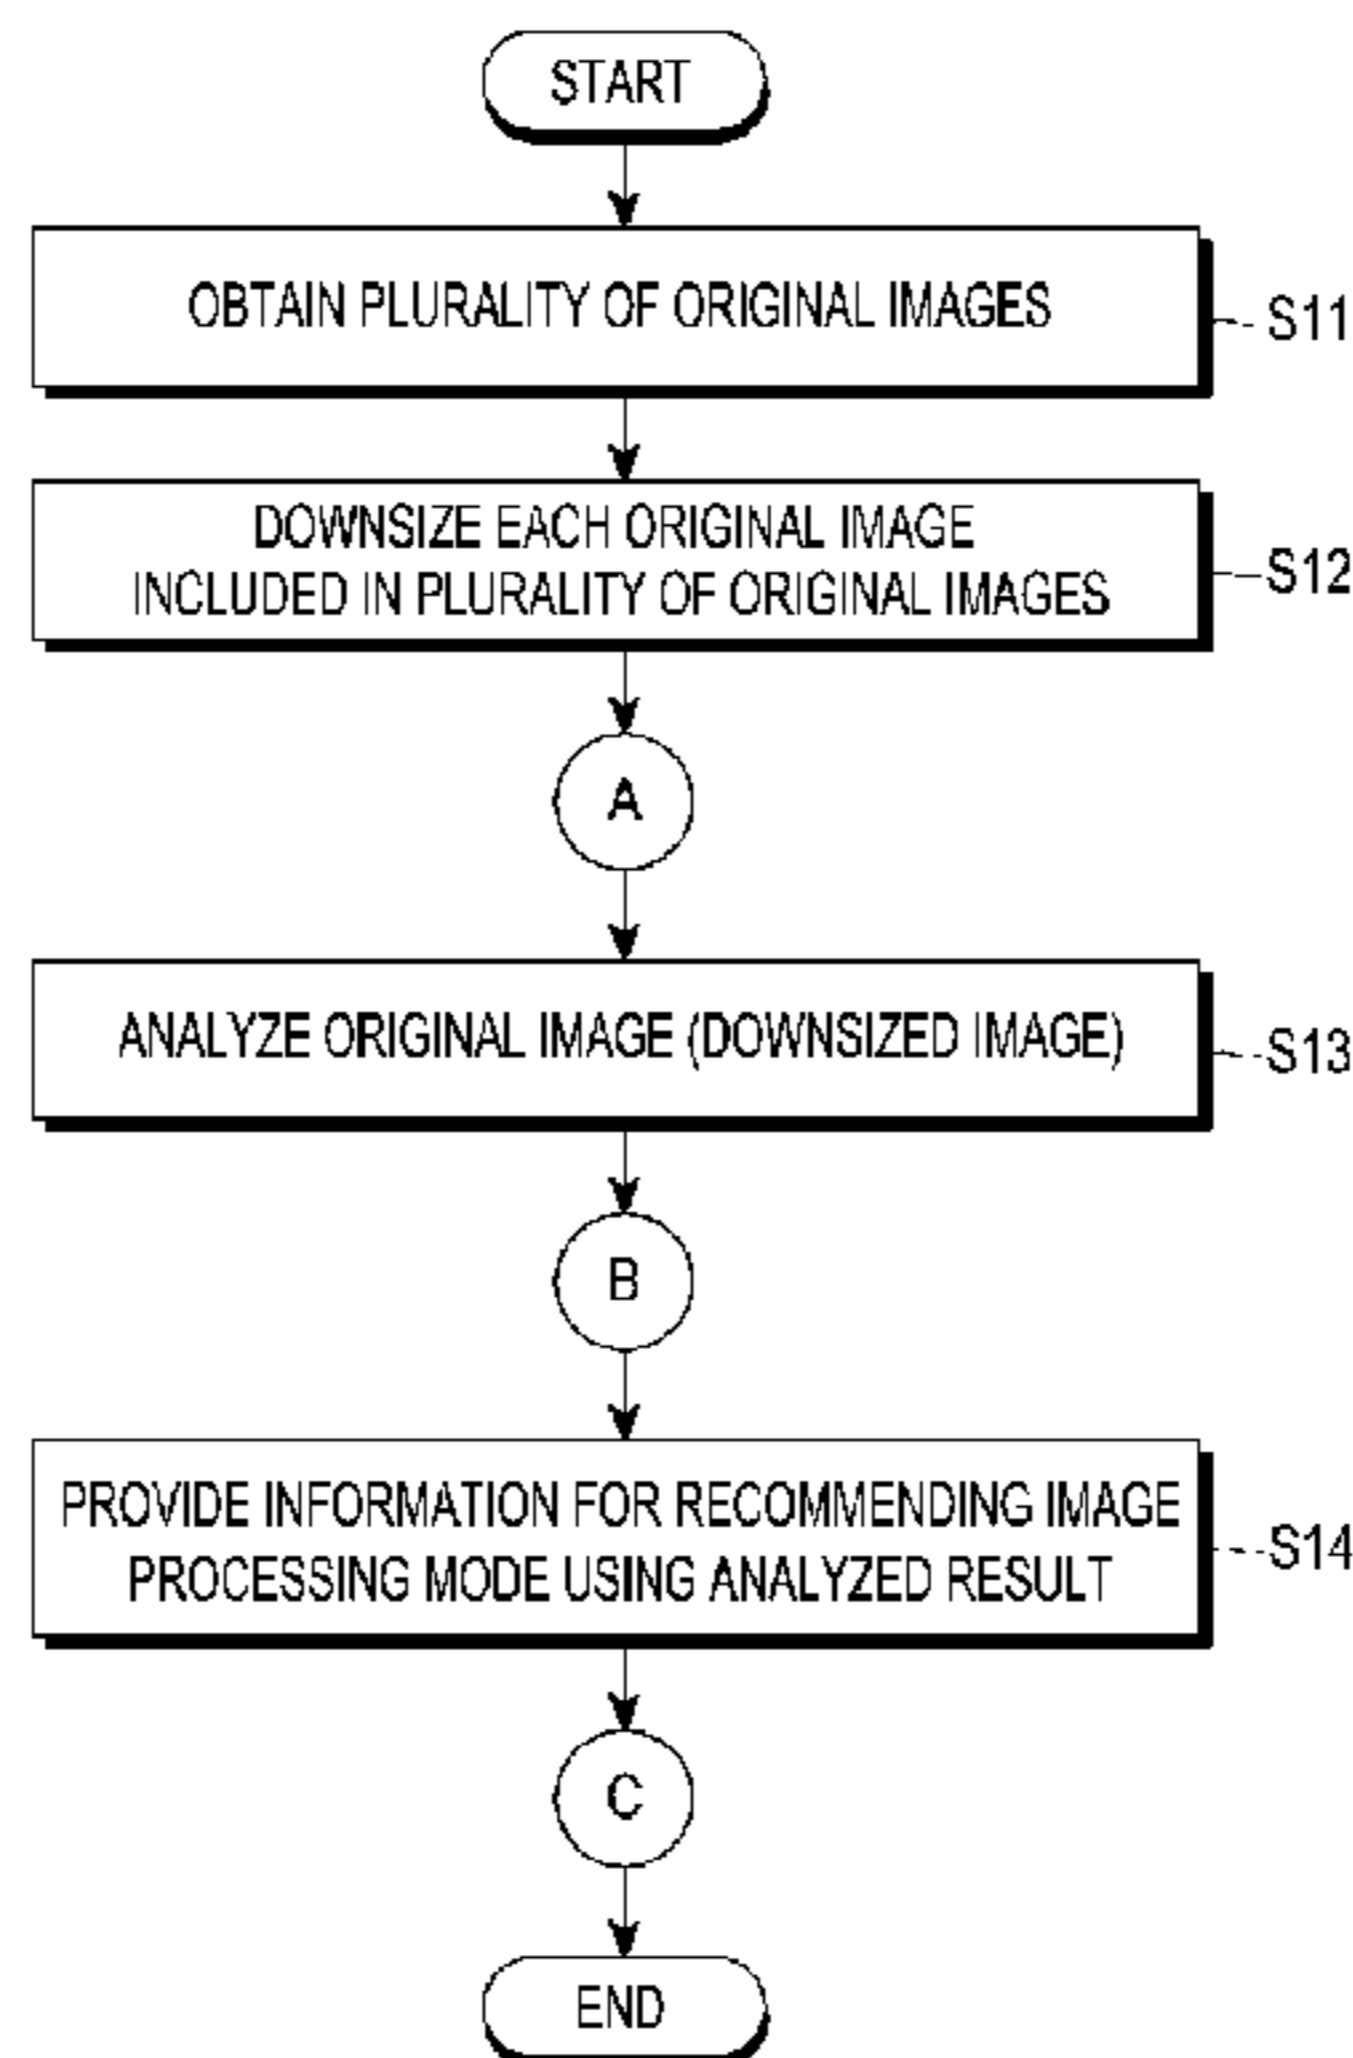 START
OBTAIN PLURALITY OF ORIGINAL IMAGES
S11
DOWNSIZE EACH ORIGINAL IMAGE
INCLUDED IN PLURALITY OF ORIGINAL IMAGES
S12
A
ANALYZE ORIGINAL IMAGE (DOWNSIZED IMAGE)
S13
B
PROVIDE INFORMATION FOR RECOMMENDING IMAGE
PROCESSING MODE USING ANALYZED RESULT
S14
C
END